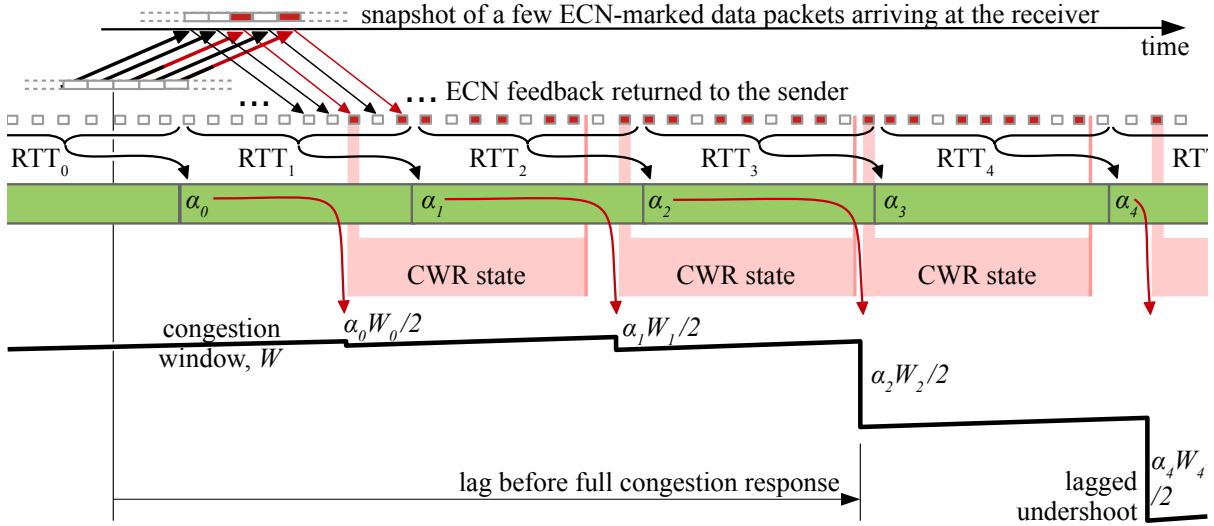 snapshot of a few ECN-marked data packets arriving at the receiver
time
... ... ECN feedback returned to the sender
RTT0 RTT1 RTT2 RTT3 RTT4 RTT
α0 α1 α2 α3 α4
CWR state CWR state CWR state
congestion
window, W
α0W0/2 α1W1/2
α2W2/2
lag before full congestion response
α4W4
/2
lagged
undershoot